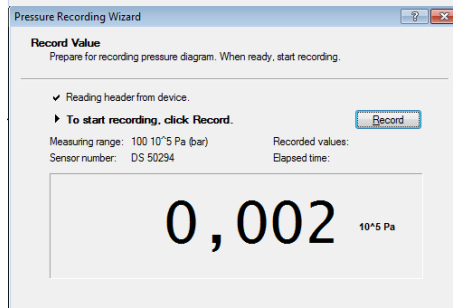 Pressure Recording Wizard
Record Value
Prepare for recording pressure diagram. When ready, start recording.
Reading header from device.
To start recording, click Record.
Record
Measuring range: 100 10^5 Pa (bar) Recorded values:
Sensor number: DS 50294 Elapsed time:
0,002 10^5 Pa